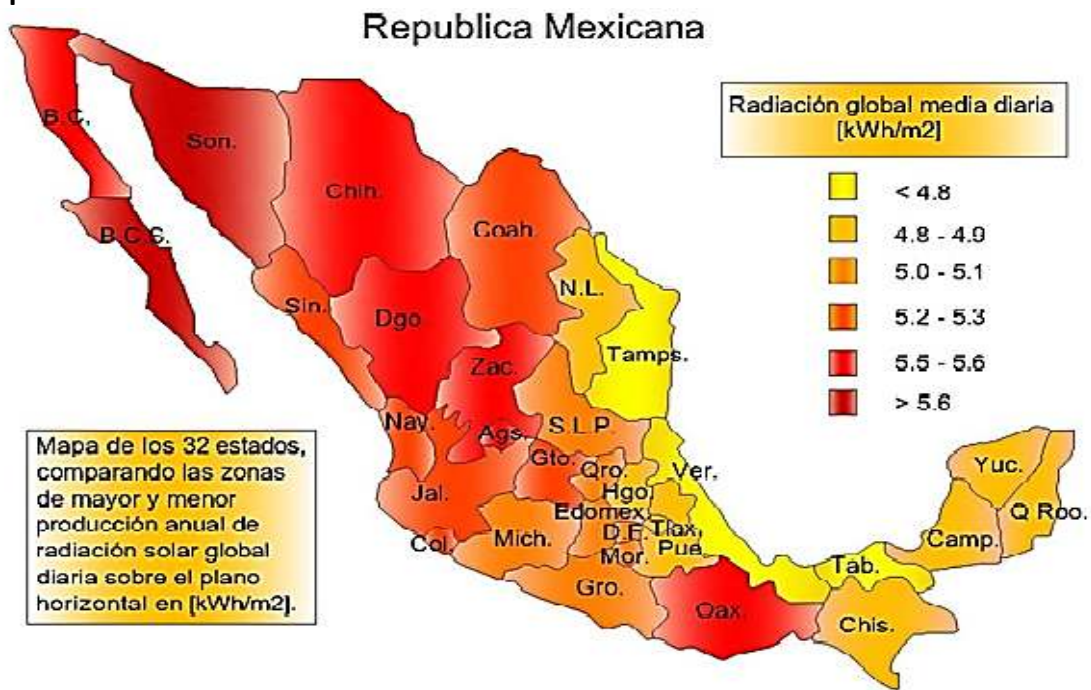 Republica Mexicana
Radiación global media diaria
[kWh/m2]
< 4.8
4.8 - 4.9
5.0 - 5.1
5.2 - 5.3
5.5 - 5.6
> 5.6
B.C.
Son.
Chih.
B.C.S.
Coah.
Sin.
Dgo
N.L.
Tamps.
Zac.
Nay.
Ags.
S.L.P.
Gto.
Qro.
Ver.
Hgo.
Jal.
Edomex.
D.F.
Tlax.
Col.
Mich.
Mor.
Pue
Gro.
Oax.
Tab.
Chis.
Camp.
Yuc.
Q Roo.
Mapa de los 32 estados,
comparando las zonas
de mayor y menor
producción anual de
radiación solar global
diaria sobre el plano
horizontal en [kWh/m2].